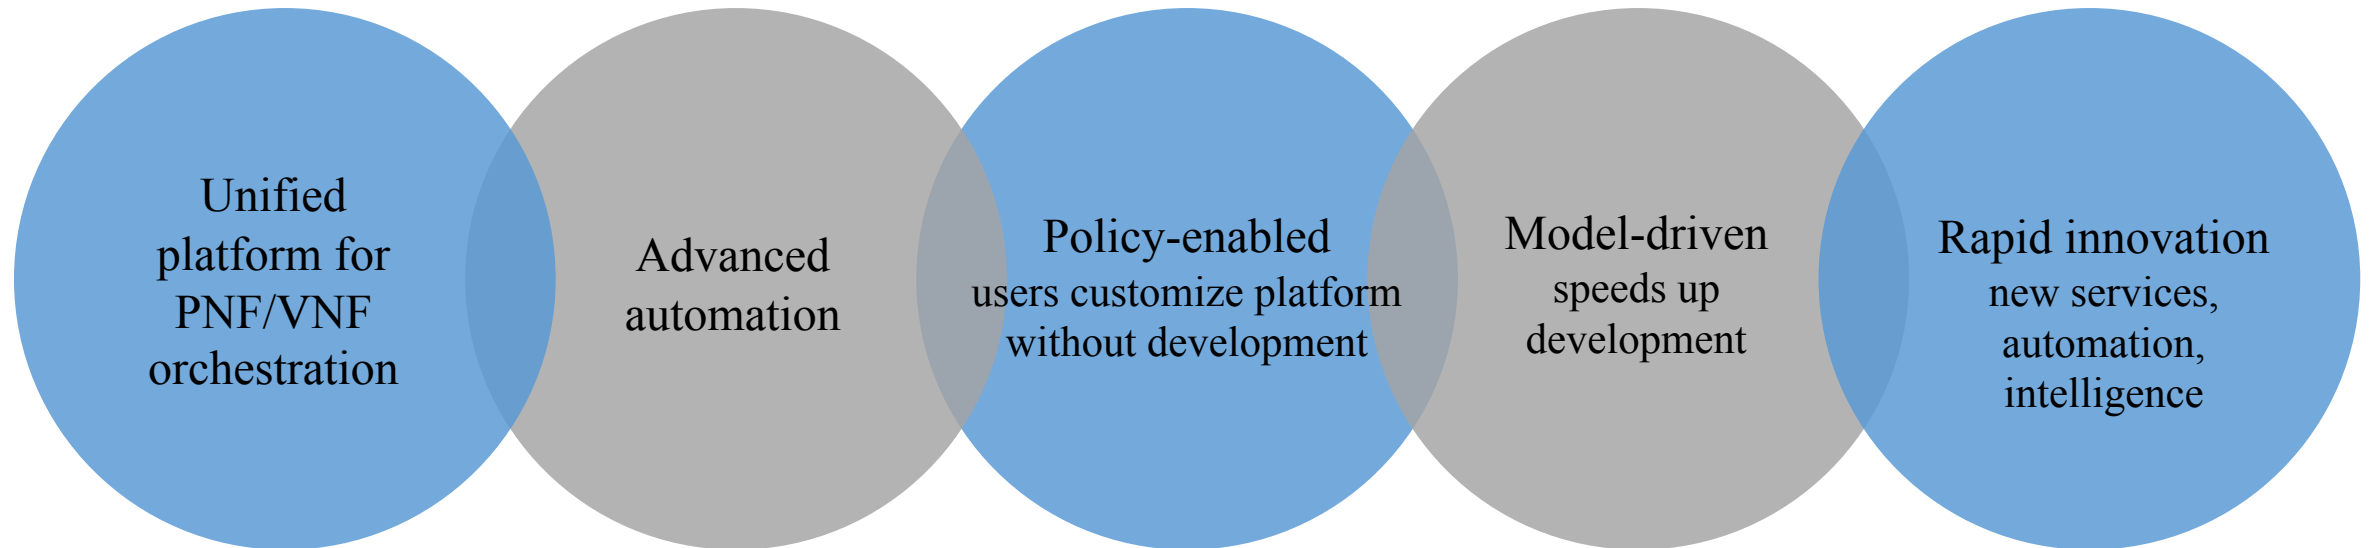 Unified
platform for
PNF/VNF
orchestration
Advanced
automation
Policy-enabled
users customize platform
without development
Model-driven
speeds up
development
Rapid innovation
new services,
automation,
intelligence